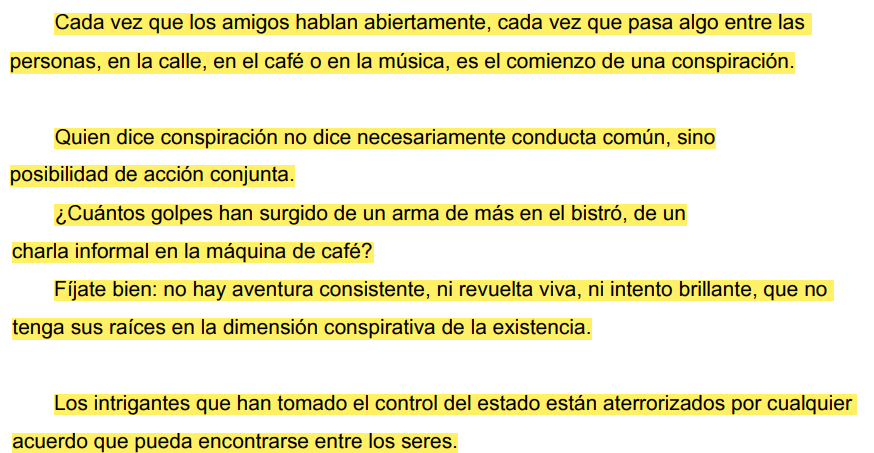 Cada vez que los amigos hablan abiertamente, cada vez que pasa algo entre las
personas, en la calle, en el café o en la música, es el comienzo de una conspiración.
Quien dice conspiración no dice necesariamente conducta común, sino
posibilidad de acción conjunta.
¿Cuántos golpes han surgido de un arma de más en el bistró, de un
charla informal en la máquina de café?
Fíjate bien: no hay aventura consistente, ni revuelta viva, ni intento brillante, que no
tenga sus raíces en la dimensión conspirativa de la existencia.
Los intrigantes que han tomado el control del estado están aterrorizados por cualquier
acuerdo que pueda encontrarse entre los seres.